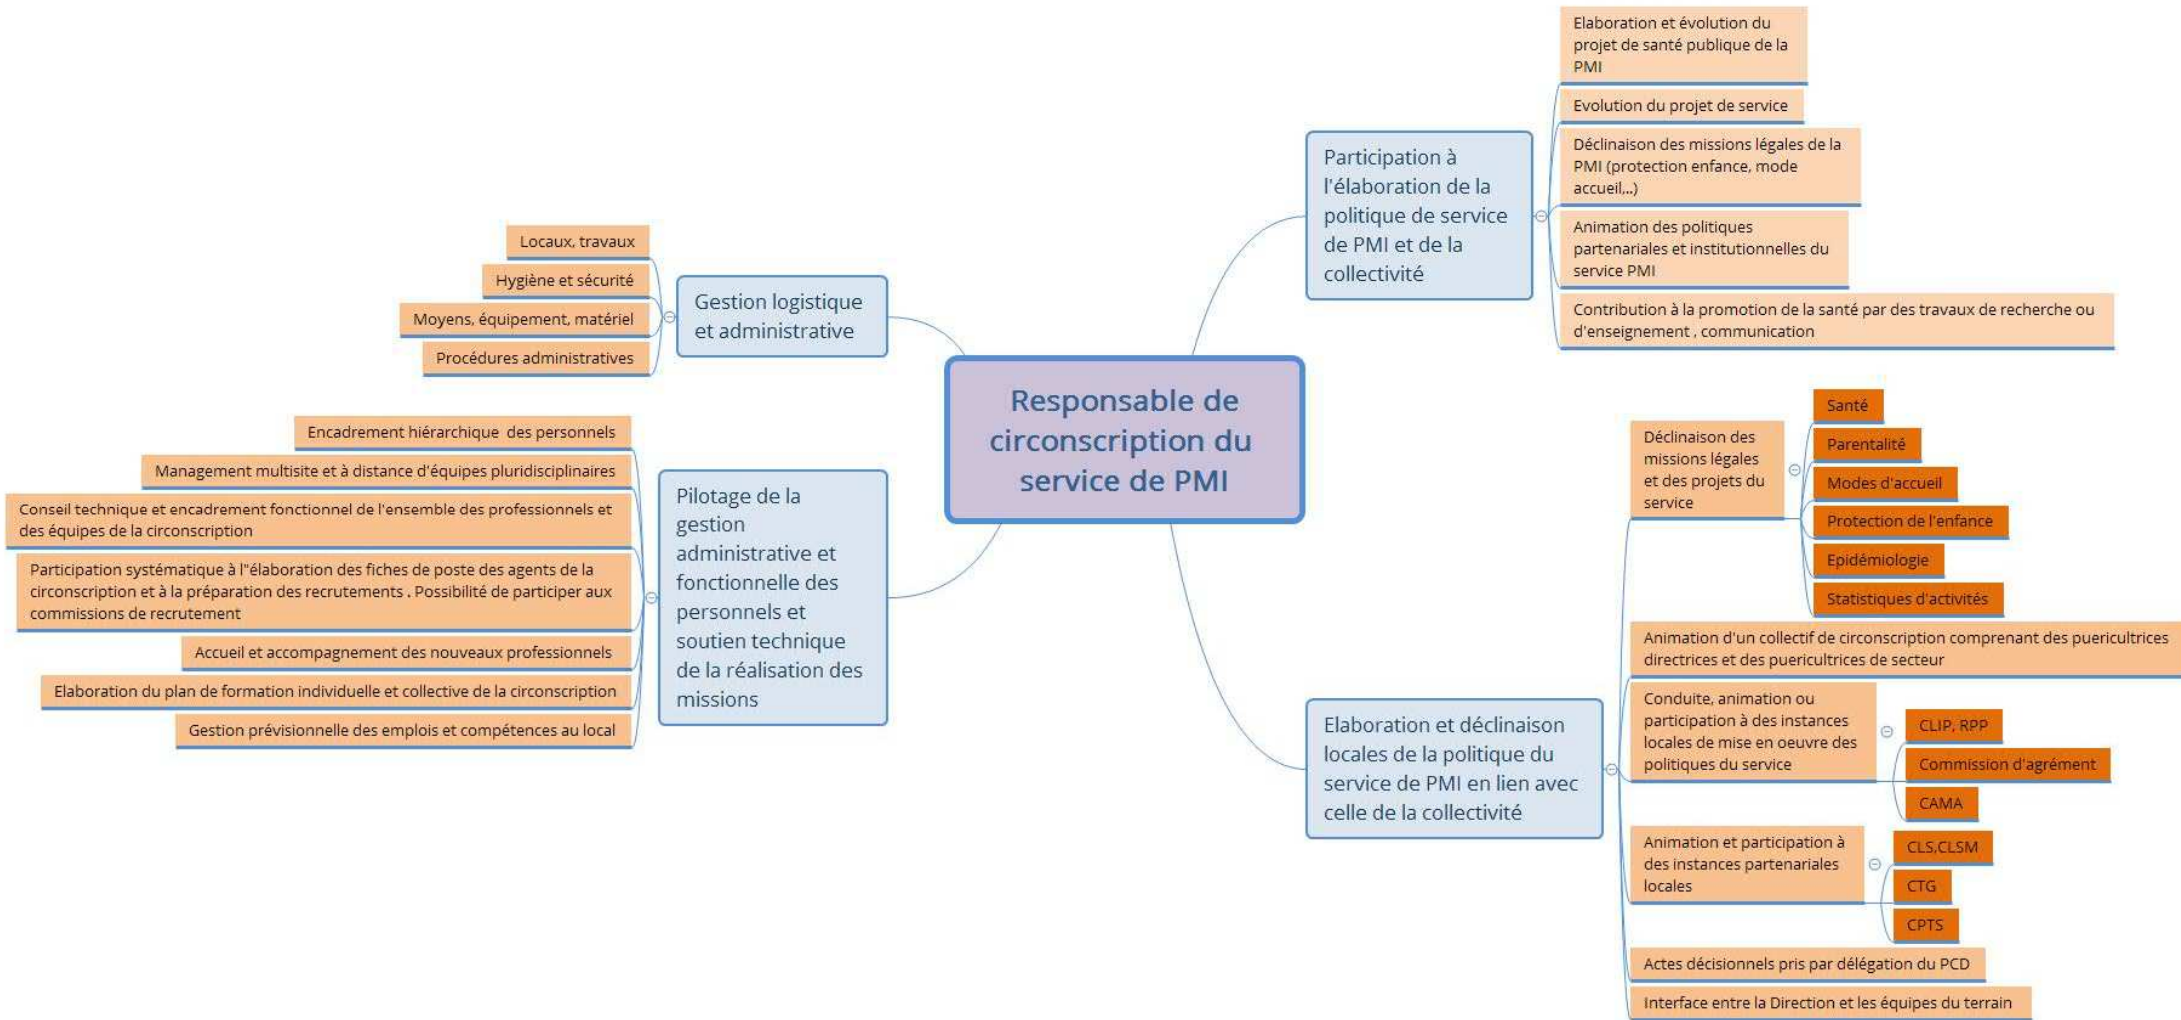 Responsable de
circonscription du
service de PMI
Participation à
l'élaboration de la
politique de service
de PMI et de la
collectivité
Elaboration et évolution du
projet de santé publique de la
PMI
Evolution du projet de service
Déclinaison des missions légales de la
PMI (protection enfance, mode
accueil,..)
Animation des politiques
partenariales et institutionnelles du
service PMI
Contribution à la promotion de la santé par des travaux de recherche ou
d'enseignement , communication
Elaboration et déclinaison
locales de la politique du
service de PMI en lien avec
celle de la collectivité
Déclinaison des
missions légales
et des projets du
service
Santé
Parentalité
Modes d'accueil
Protection de l'enfance
Epidémiologie
Statistiques d'activités
Animation d'un collectif de circonscription comprenant des puericultrices
directrices et des puericultrices de secteur
Conduite, animation ou
participation à des instances
locales de mise en oeuvre des
politiques du service
CLIP, RPP
Commission d'agrément
CAMA
Animation et participation à
des instances partenariales
locales
CLS,CLSM
CTG
CPTS
Actes décisionnels pris par délégation du PCD
Interface entre la Direction et les équipes du terrain
Gestion logistique
et administrative
Locaux, travaux
Hygiène et sécurité
Moyens, équipement, matériel
Procédures administratives
Pilotage de la
gestion
administrative et
fonctionnelle des
personnels et
soutien technique
de la réalisation des
missions
Encadrement hiérarchique  des personnels
Management multisite et à distance d'équipes pluridisciplinaires
Conseil technique et encadrement fonctionnel de l'ensemble des professionnels et
des équipes de la circonscription
Participation systématique à l"élaboration des fiches de poste des agents de la
circonscription et à la préparation des recrutements . Possibilité de participer aux
commissions de recrutement
Accueil et accompagnement des nouveaux professionnels
Elaboration du plan de formation individuelle et collective de la circonscription
Gestion prévisionnelle des emplois et compétences au local